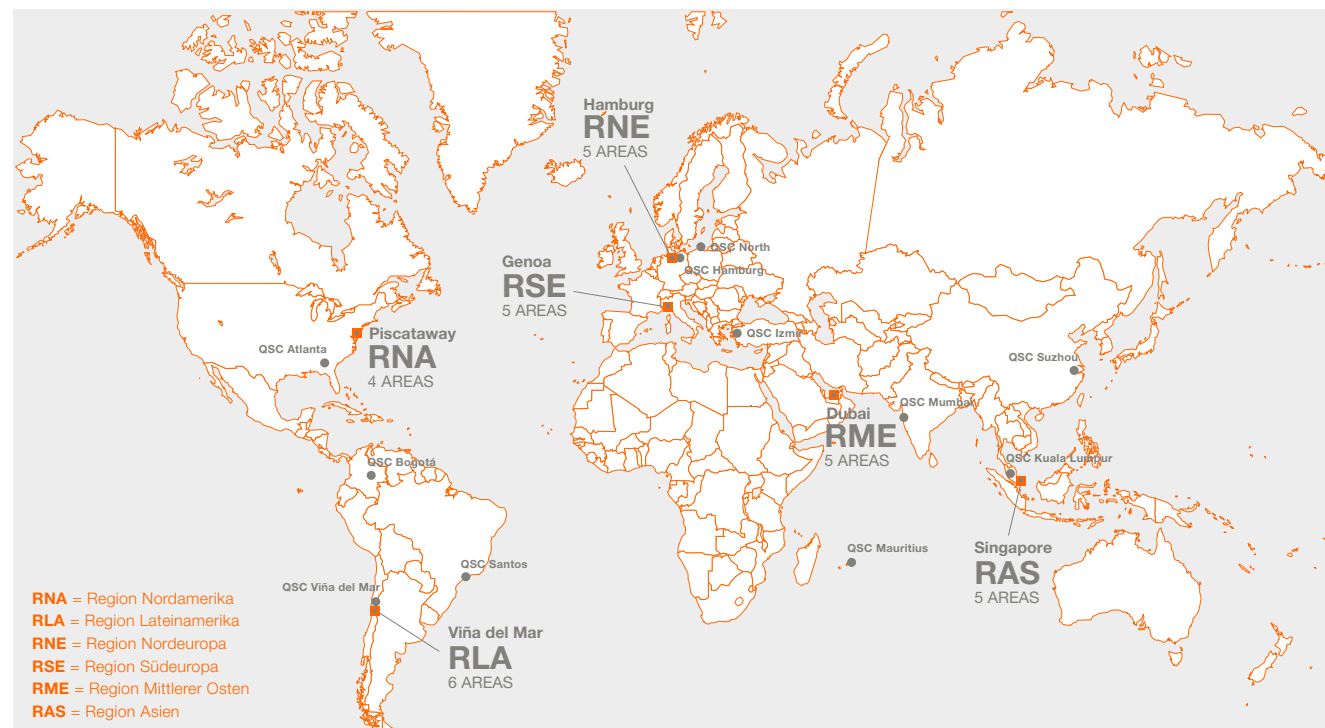 Hamburg
RNE
5 AREAS
QSC North
QSC Hamburg
Genoa
RSE
5 AREAS
QSC Izmir
Piscataway
RNA
4 AREAS
QSC Atlanta
QSC Suzhou
QSC Mumbai
Dubai
RME
5 AREAS
QSC Bogotá
QSC Kuala Lumpur
Singapore
RAS
5 AREAS
QSC Mauritius
QSC Santos
QSC Viña del Mar
Viña del Mar
RLA
6 AREAS
RNA = Region Nordamerika
RLA = Region Lateinamerika
RNE = Region Nordeuropa
RSE = Region Südeuropa
RME = Region Mittlerer Osten
RAS = Region Asien